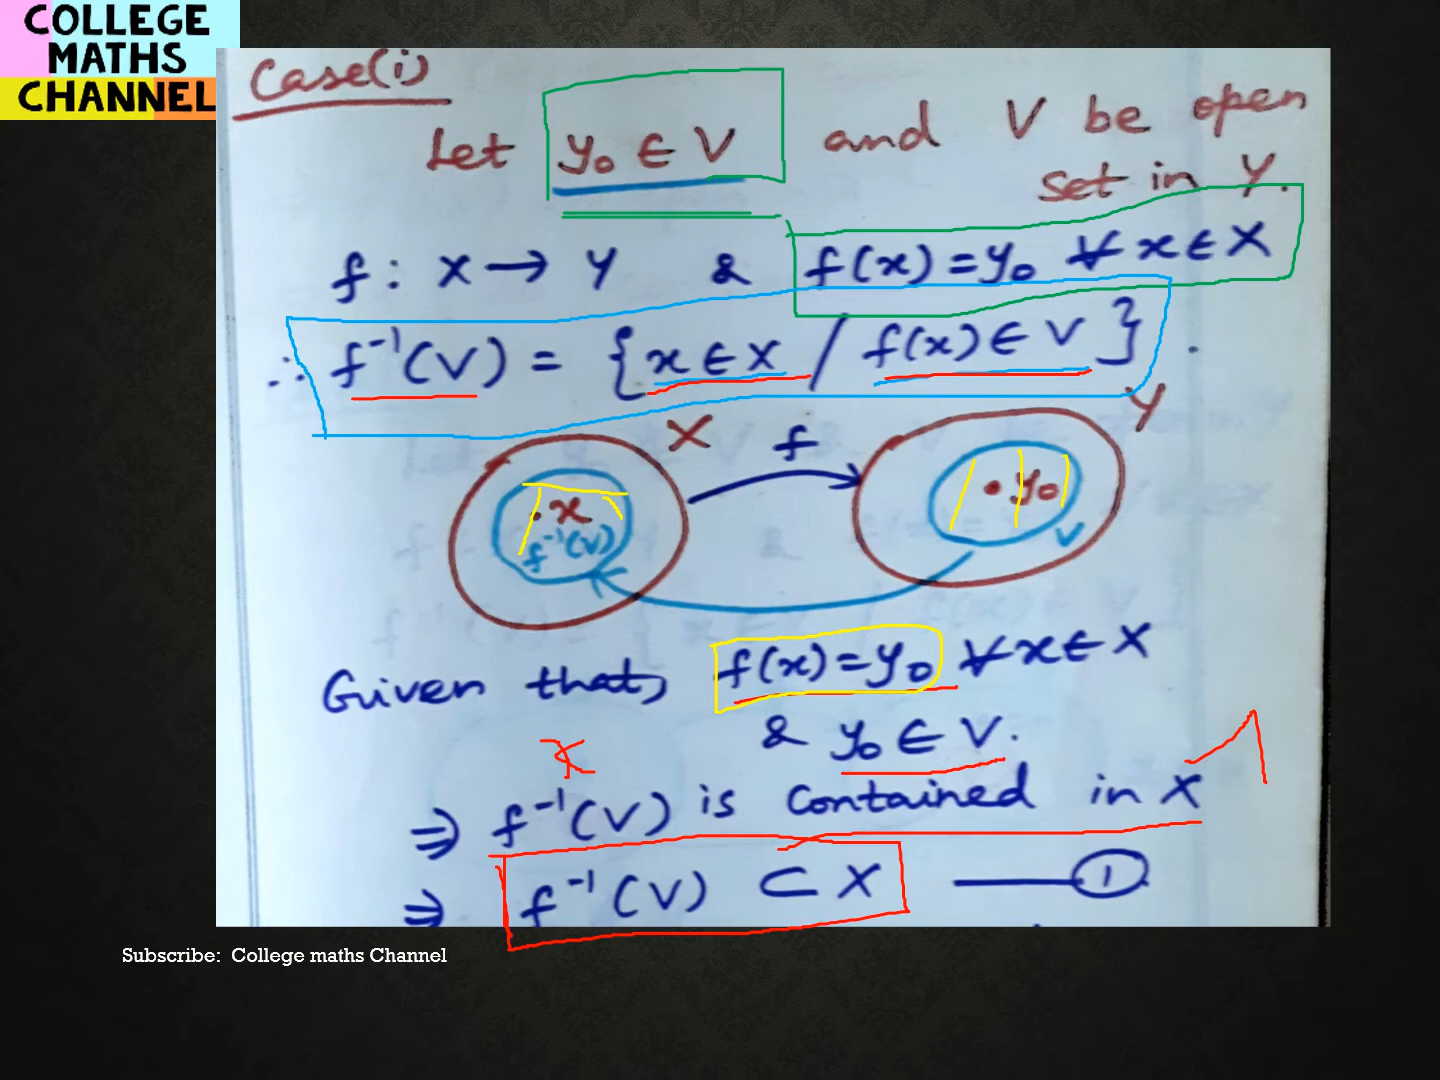 COLLEGE
MATHS
CHANNEL
Case(i)
Let y₀ ∈ V and V be open
set in Y.
f : X → Y & f(x) = y₀ ∀ x ∈ X
∴ f⁻¹(V) = {x ∈ X / f(x) ∈ V}.
X f Y
x y₀
f⁻¹(V) V
Given that, f(x) = y₀ ∀ x ∈ X
& y₀ ∈ V.
x
⇒ f⁻¹(V) is contained in X
⇒ f⁻¹(V) ⊂ X —— ①
Subscribe: College maths Channel